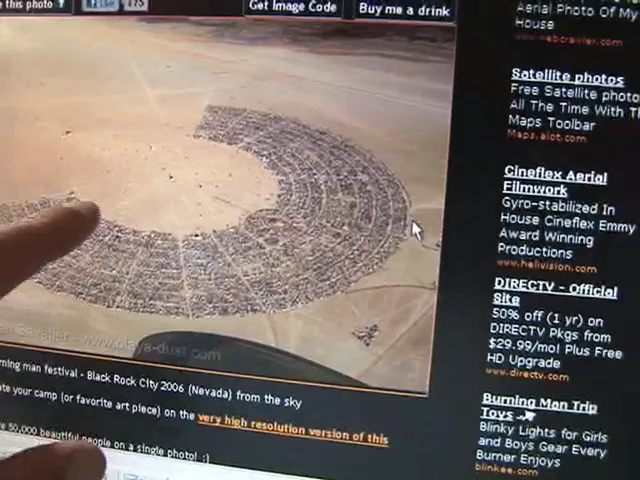 this photo
Get Image Code
Buy me a drink
Aerial Photo Of My
House
www.webcrawler.com
Satellite photos
Free Satellite photo
All The Time With Th
Maps Toolbar
Maps.alot.com
Cineflex Aerial
Filmwork
Gyro-stabilized In
House Cineflex Emmy
Award Winning
Productions
www.helivision.com
DIRECTV - Official
Site
50% off (1 yr) on
DIRECTV Pkgs from
$29.99/mo! Plus Free
HD Upgrade
www.directv.com
Burning Man Trip
Toys
Blinky Lights for Girls
and Boys Gear Every
Burner Enjoys
blinkee.com
www.playa-dust.com
rning man festival - Black Rock City 2006 (Nevada) from the sky
ate your camp (or favorite art piece) on the very high resolution version of this
e 50,000 beautiful people on a single photo! :)